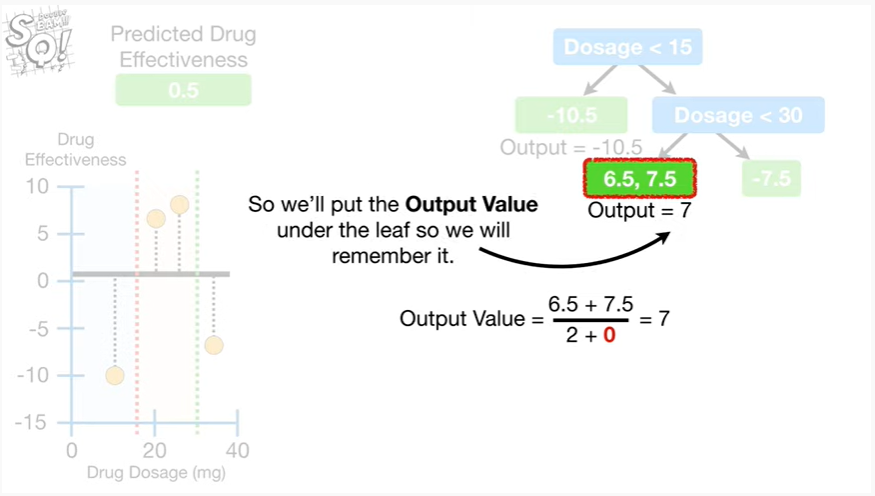 SQ!
Predicted Drug
Effectiveness
0.5
Dosage < 15
-10.5
Output = -10.5
Dosage < 30
6.5, 7.5
Output = 7
-7.5
So we'll put the Output Value
under the leaf so we will
remember it.
Output Value = 6.5 + 7.5 / 2 + 0 = 7
Drug
Effectiveness
10
5
0
-5
-10
-15
0 20 40
Drug Dosage (mg)